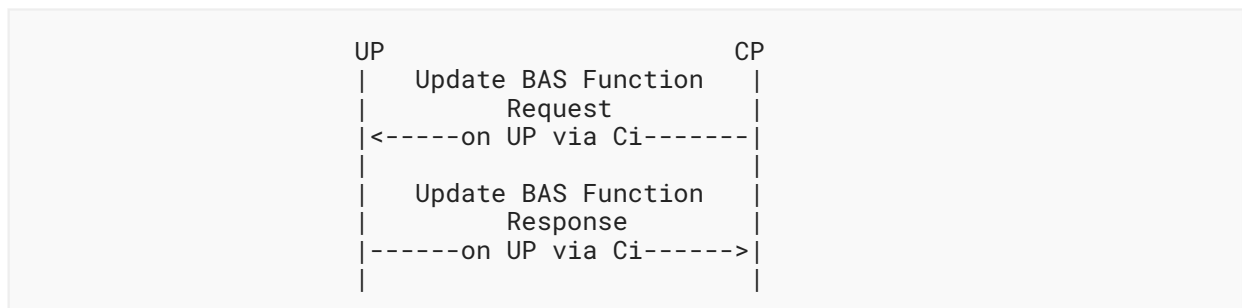 UP                         CP
|   Update BAS Function   |
|         Request         |
|<-----on UP via Ci-------|
|                         |
|   Update BAS Function   |
|         Response        |
|------on UP via Ci------>|
|                         |